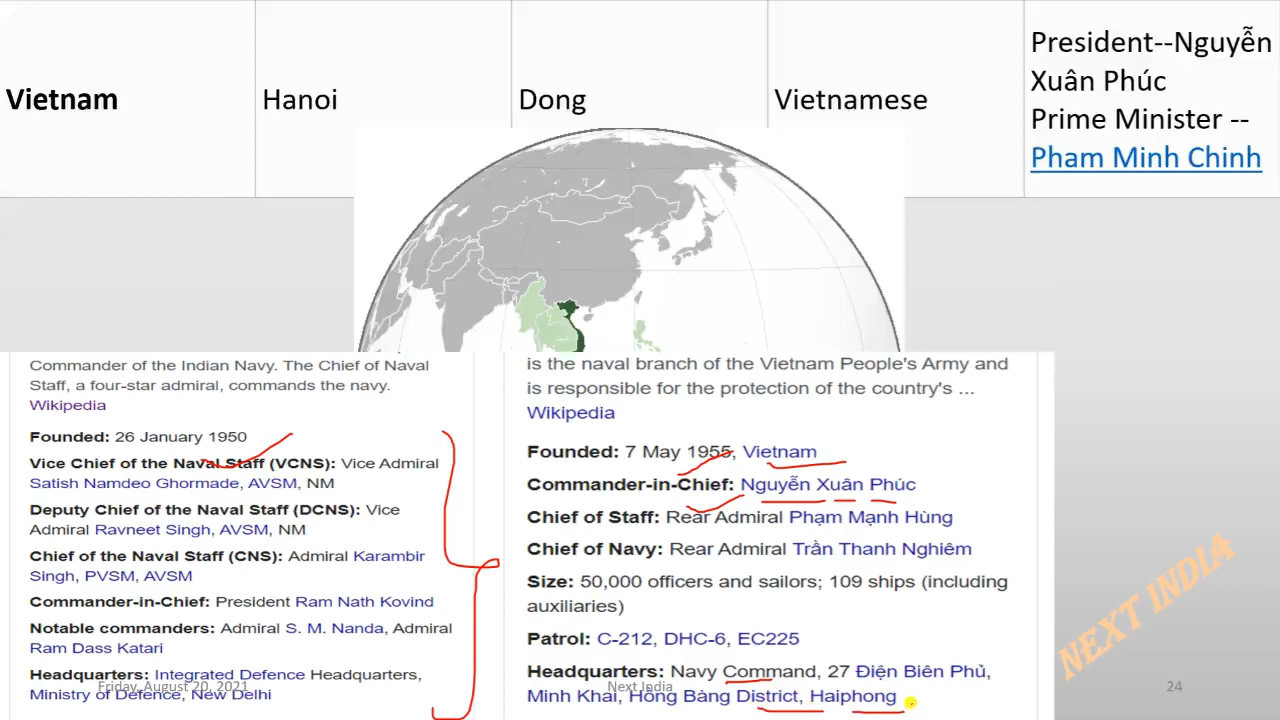 Vietnam
Hanoi
Dong
Vietnamese
President--Nguyễn
Xuân Phúc
Prime Minister --
Pham Minh Chinh
Commander of the Indian Navy. The Chief of Naval
Staff, a four-star admiral, commands the navy.
Wikipedia
Founded: 26 January 1950
Vice Chief of the Naval Staff (VCNS): Vice Admiral
Satish Namdeo Ghormade, AVSM, NM
Deputy Chief of the Naval Staff (DCNS): Vice
Admiral Ravneet Singh, AVSM, NM
Chief of the Naval Staff (CNS): Admiral Karambir
Singh, PVSM, AVSM
Commander-in-Chief: President Ram Nath Kovind
Notable commanders: Admiral S. M. Nanda, Admiral
Ram Dass Katari
Headquarters: Integrated Defence Headquarters,
Ministry of Defence, New Delhi
is the naval branch of the Vietnam People's Army and
is responsible for the protection of the country's ...
Wikipedia
Founded: 7 May 1955, Vietnam
Commander-in-Chief: Nguyễn Xuân Phúc
Chief of Staff: Rear Admiral Phạm Mạnh Hùng
Chief of Navy: Rear Admiral Trần Thanh Nghiêm
Size: 50,000 officers and sailors; 109 ships (including
auxiliaries)
Patrol: C-212, DHC-6, EC225
Headquarters: Navy Command, 27 Điện Biên Phủ,
Minh Khai, Hồng Bàng District, Haiphong
Friday, August 20, 2021
Next India
24
NEXT INDIA